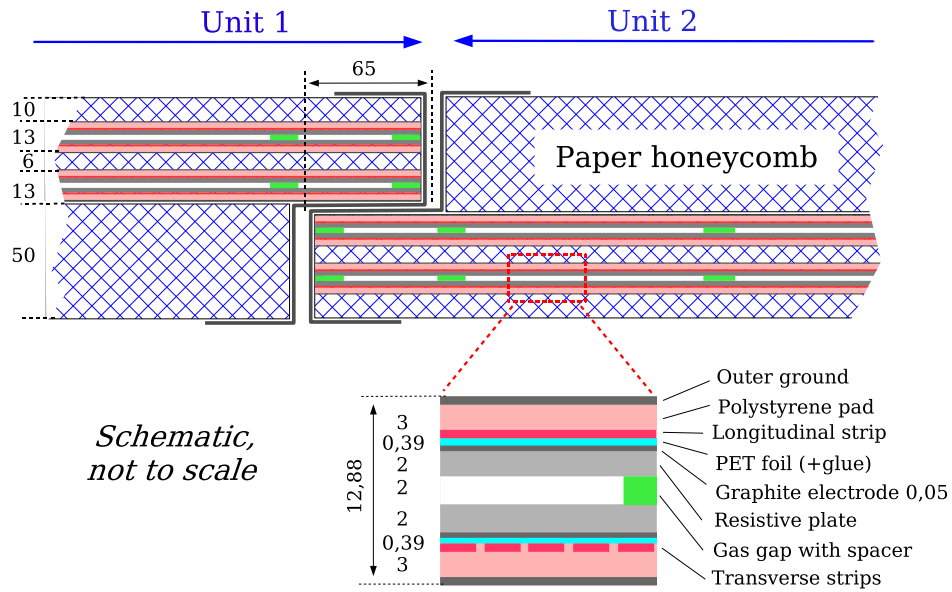 Unit 1
Unit 2
65
10
13
6
13
50
Paper honeycomb
Schematic,
not to scale
12,88
3
0,39
2
2
2
0,39
3
Outer ground
Polystyrene pad
Longitudinal strip
PET foil (+glue)
Graphite electrode 0,05
Resistive plate
Gas gap with spacer
Transverse strips